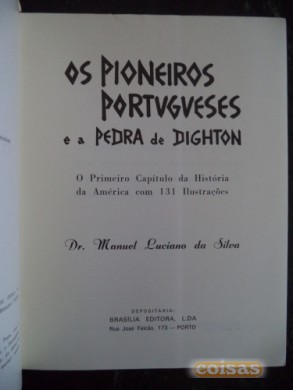 OS PIONEIROS
PORTVGVESES
e a PEDRA de DIGHTON
O Primeiro Capítulo da História
da América com 131 Ilustrações
Dr. Manuel Luciano da Silva
DEPOSITÁRIA:
BRASÍLIA EDITORA, L.DA
Rua José Falcão, 173 — PORTO
coisas